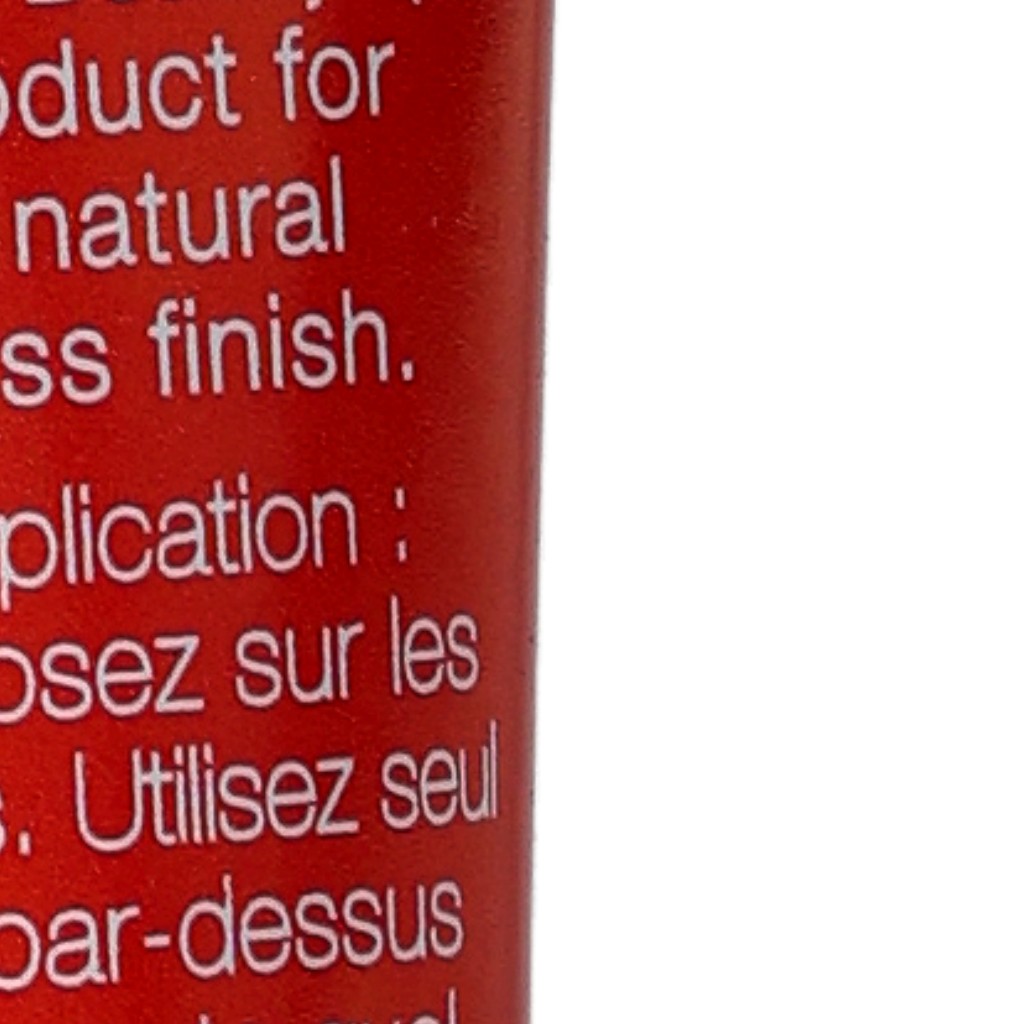 oduct for
natural
ss finish.
plication :
osez sur les
s. Utilisez seul
par-dessus